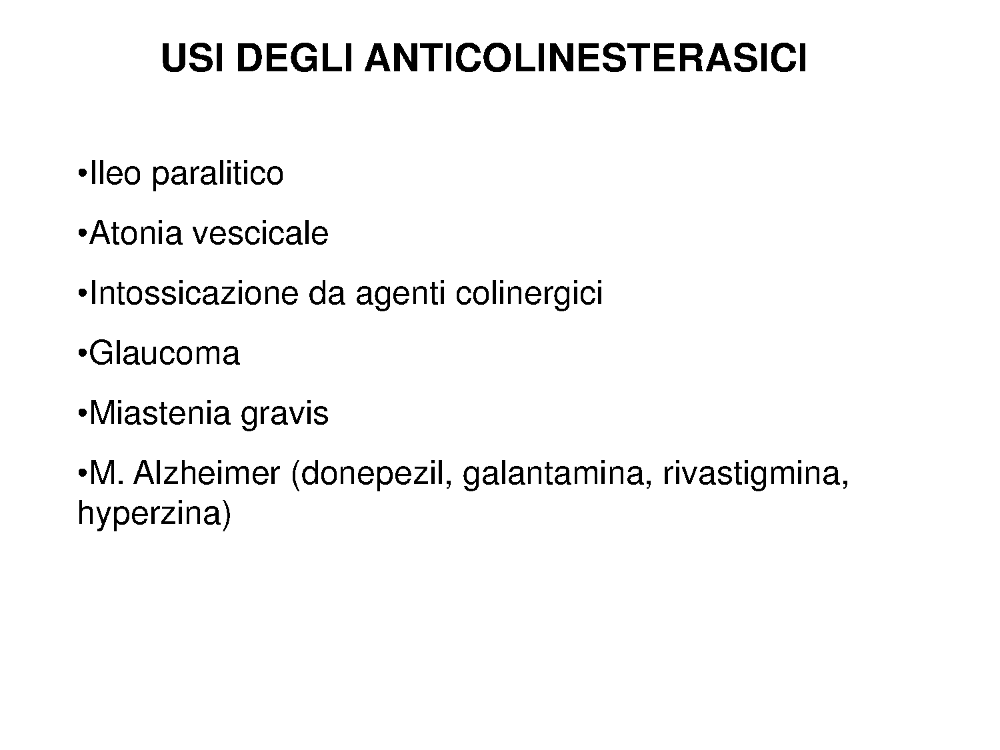 USI DEGLI ANTICOLINESTERASICI
•Ileo paralitico
•Atonia vescicale
•Intossicazione da agenti colinergici
•Glaucoma
•Miastenia gravis
•M. Alzheimer (donepezil, galantamina, rivastigmina,
hyperzina)